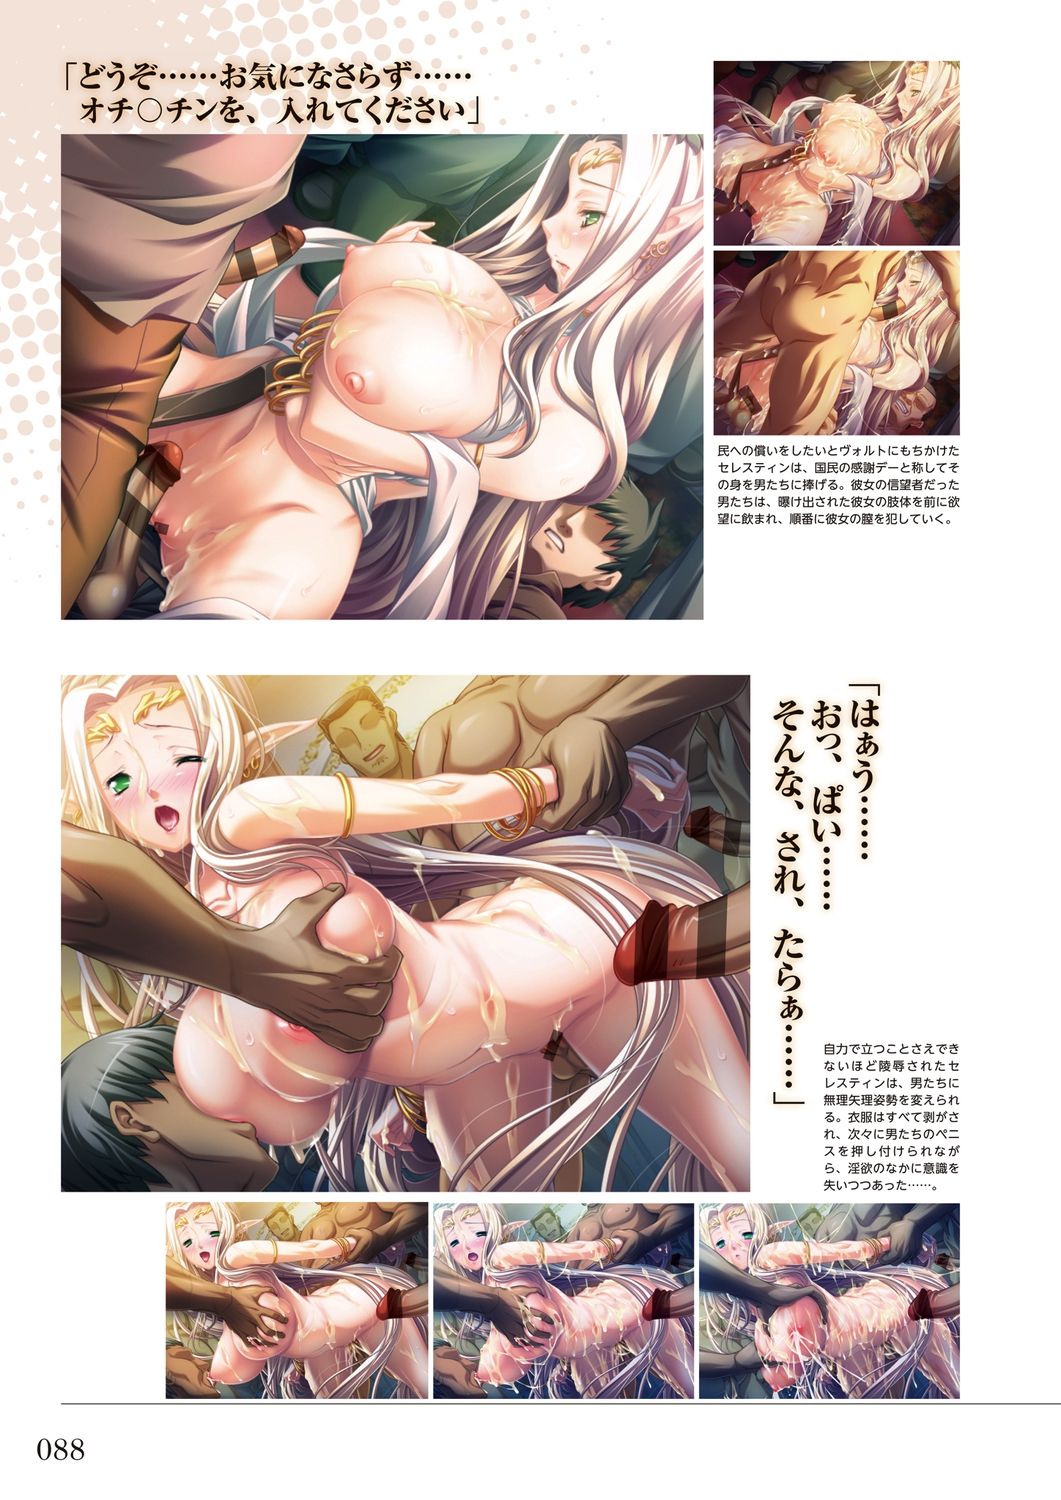 「どうぞ……お気になさらず……
オチ○チンを、入れてください」
民への償いをしたいとヴォルトにもちかけた
セレスティンは、国民の感謝デーと称してそ
の身を男たちに捧げる。彼女の信望者だった
男たちは、曝け出された彼女の肢体を前に欲
望に飲まれ、順番に彼女の膣を犯していく。
「はぁう……
おっ、ぱい……
そんな、され、たらぁ……」
自力で立つことさえでき
ないほど陵辱されたセ
レスティンは、男たちに
無理矢理姿勢を変えられ
る。衣服はすべて剥がさ
れ、次々に男たちのペニ
スを押し付けられなが
ら、淫欲のなかに意識を
失いつつあった……。
088